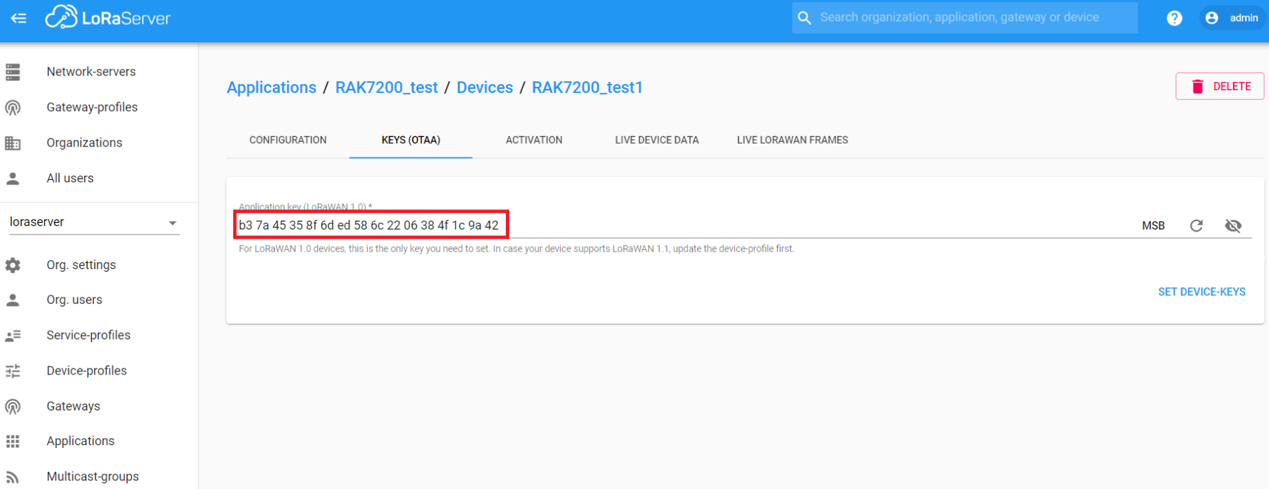 LoRaServer
Search organization, application, gateway or device
admin
Network-servers
Gateway-profiles
Organizations
All users
loraserver
Org. settings
Org. users
Service-profiles
Device-profiles
Gateways
Applications
Multicast-groups
Applications / RAK7200_test / Devices / RAK7200_test1
DELETE
CONFIGURATION KEYS (OTAA) ACTIVATION LIVE DEVICE DATA LIVE LORAWAN FRAMES
Application key (LoRaWAN 1.0) *
b3 7a 45 35 8f 6d ed 58 6c 22 06 38 4f 1c 9a 42 MSB
For LoRaWAN 1.0 devices, this is the only key you need to set. In case your device supports LoRaWAN 1.1, update the device-profile first.
SET DEVICE-KEYS